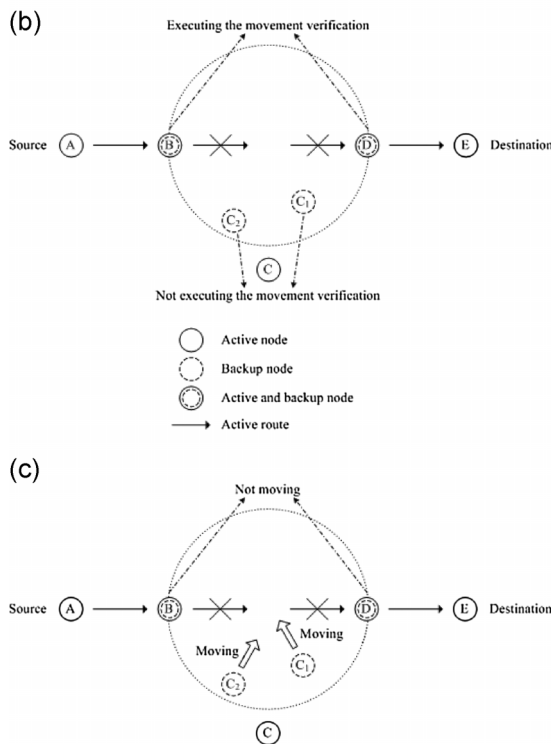 (b)
Executing the movement verification
Source A B D E Destination
C₂ C₁
C
Not executing the movement verification
Active node
Backup node
Active and backup node
Active route
(c)
Not moving
Source A B D E Destination
Moving Moving
C₂ C₁
C